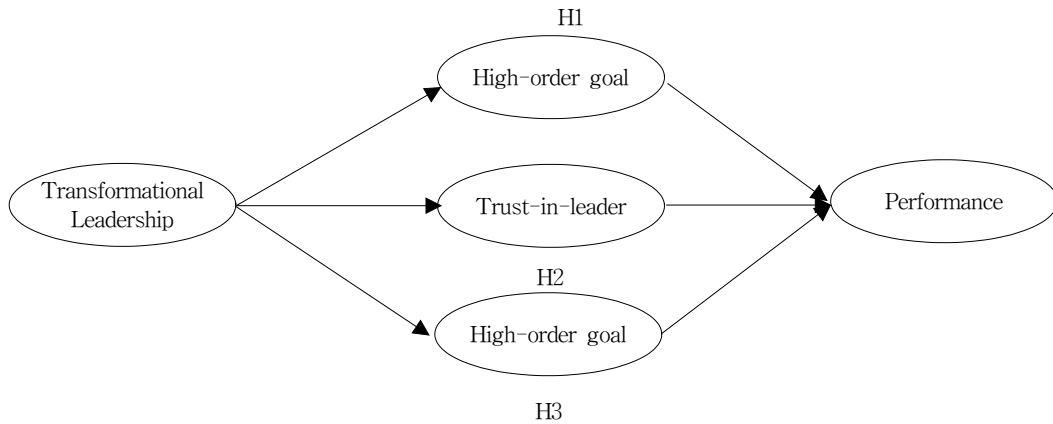 H1
High-order goal
Transformational
Leadership
Trust-in-leader
Performance
H2
High-order goal
H3